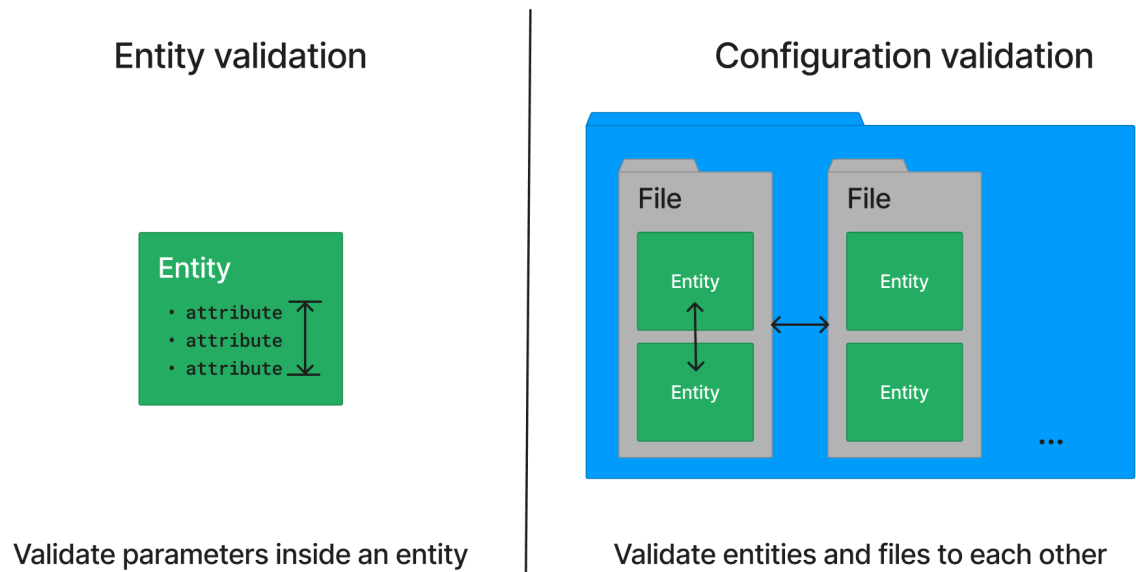 Entity validation
Entity
• attribute
• attribute
• attribute
Validate parameters inside an entity
Configuration validation
File
Entity
Entity
File
Entity
Entity
...
Validate entities and files to each other